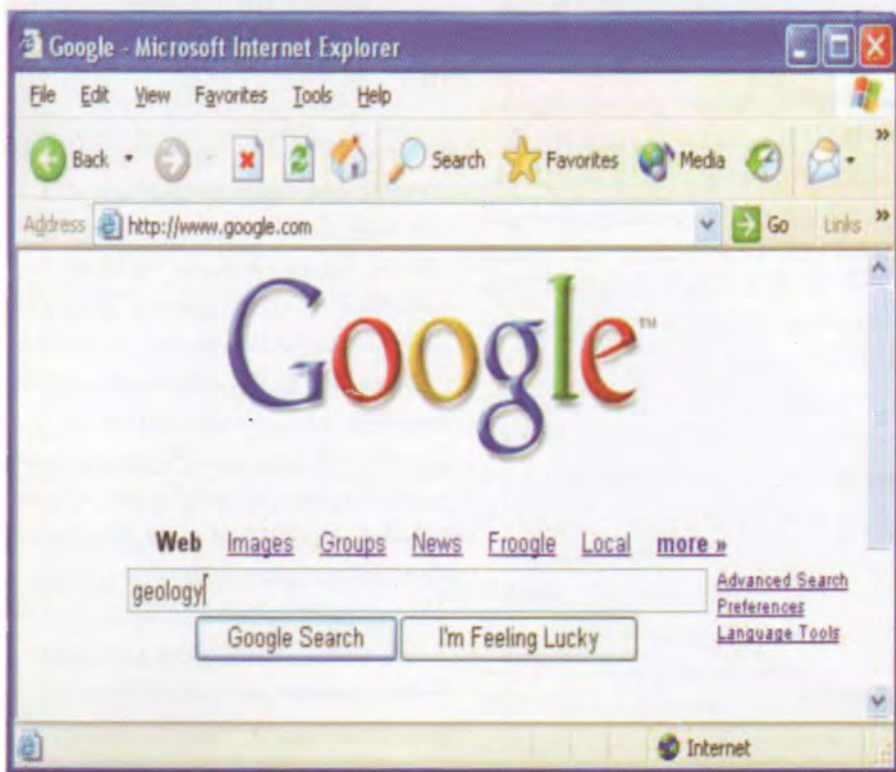 Google - Microsoft Internet Explorer
File Edit View Favorites Tools Help
Back Search Favorites Media
Address http://www.google.com Go Links »
Google™
Web Images Groups News Froogle Local more »
geology
Advanced Search
Preferences
Language Tools
Google Search I'm Feeling Lucky
Internet